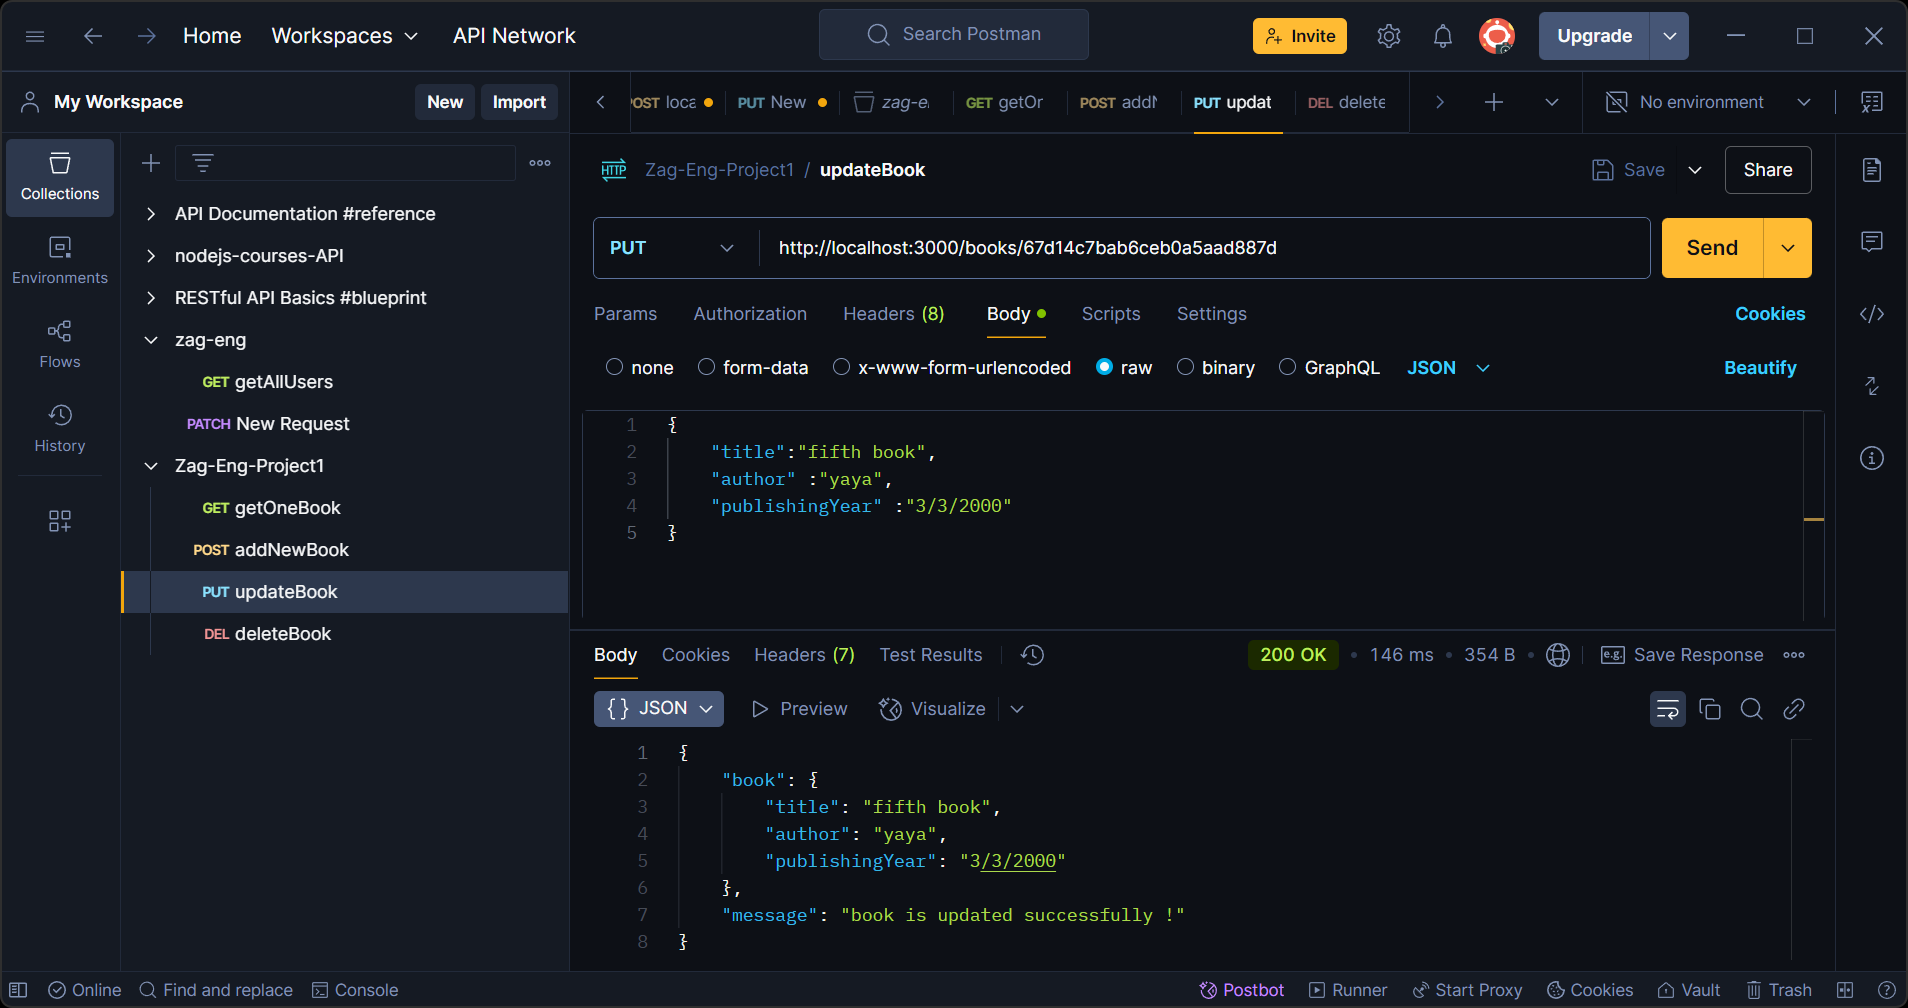 Home Workspaces API Network Search Postman Invite Upgrade
My Workspace New Import
POST loca PUT New zag-e GET getOr POST addN PUT updat DEL delete No environment
Collections
Environments
Flows
History
API Documentation #reference
nodejs-courses-API
RESTful API Basics #blueprint
zag-eng
GET getAllUsers
PATCH New Request
Zag-Eng-Project1
GET getOneBook
POST addNewBook
PUT updateBook
DEL deleteBook
HTTP Zag-Eng-Project1 / updateBook Save Share
PUT http://localhost:3000/books/67d14c7bab6ceb0a5aad887d Send
Params Authorization Headers (8) Body Scripts Settings Cookies
none form-data x-www-form-urlencoded raw binary GraphQL JSON Beautify
1 {
2 "title":"fifth book",
3 "author" :"yaya",
4 "publishingYear" :"3/3/2000"
5 }
Body Cookies Headers (7) Test Results 200 OK • 146 ms • 354 B • e.g. Save Response
{} JSON Preview Visualize
1 {
2 "book": {
3 "title": "fifth book",
4 "author": "yaya",
5 "publishingYear": "3/3/2000"
6 },
7 "message": "book is updated successfully !"
8 }
Online Find and replace Console Postbot Runner Start Proxy Cookies Vault Trash